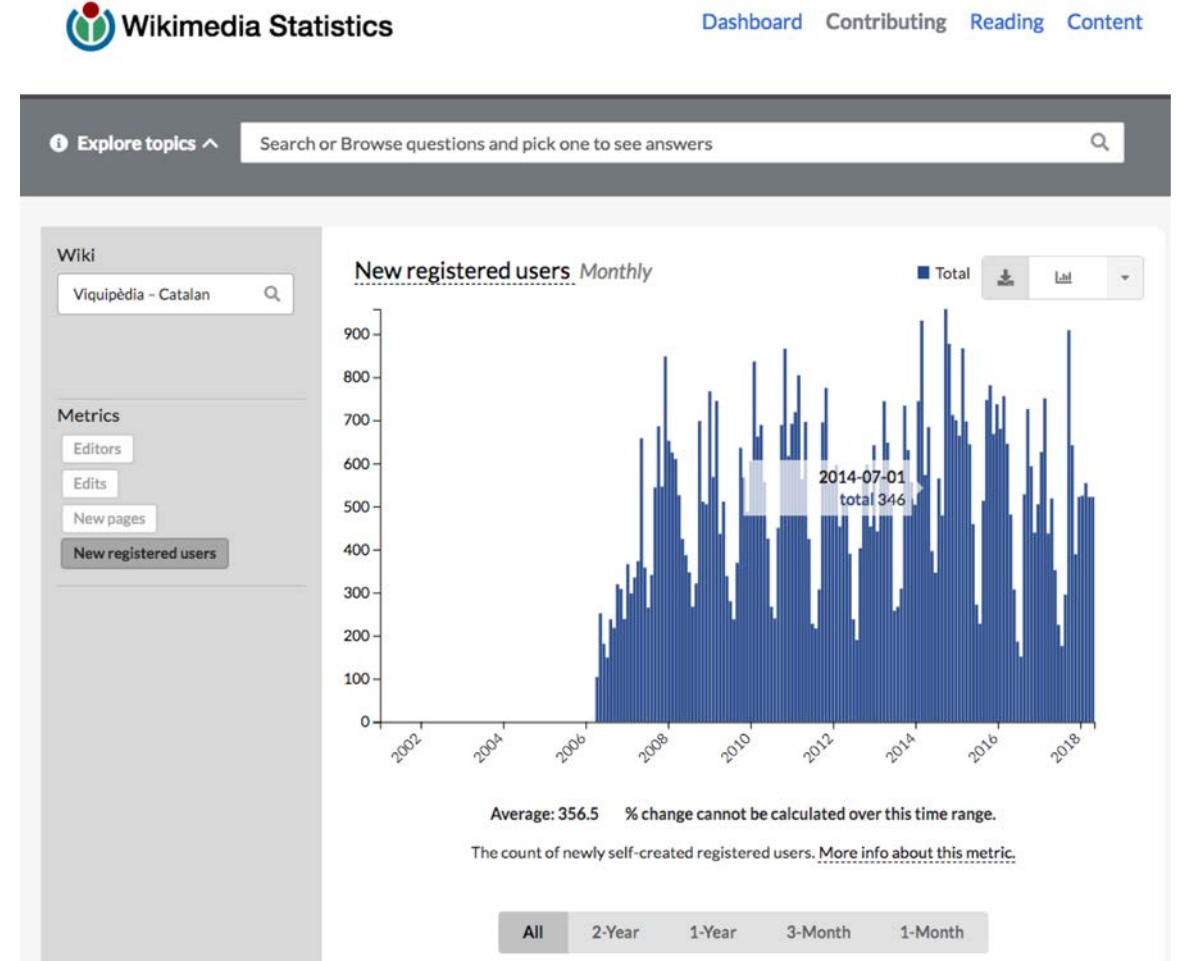 Wikimedia Statistics
Dashboard Contributing Reading Content
Explore topics
Search or Browse questions and pick one to see answers
Wiki
Viquipèdia – Catalan
Metrics
Editors
Edits
New pages
New registered users
New registered users Monthly
Total
900
800
700
600
500
400
300
200
100
0
2014-07-01
total 346
2002 2004 2006 2008 2010 2012 2014 2016 2018
Average: 356.5 % change cannot be calculated over this time range.
The count of newly self-created registered users. More info about this metric.
All 2-Year 1-Year 3-Month 1-Month